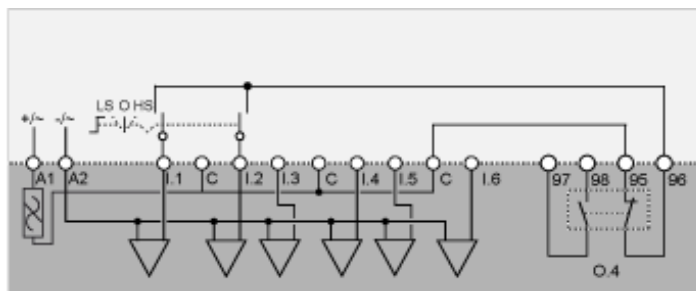 LS O HS
+/~ -/~
A1 A2 I.1 C I.2 I.3 C I.4 I.5 C I.6 97 98 95 96
O.4